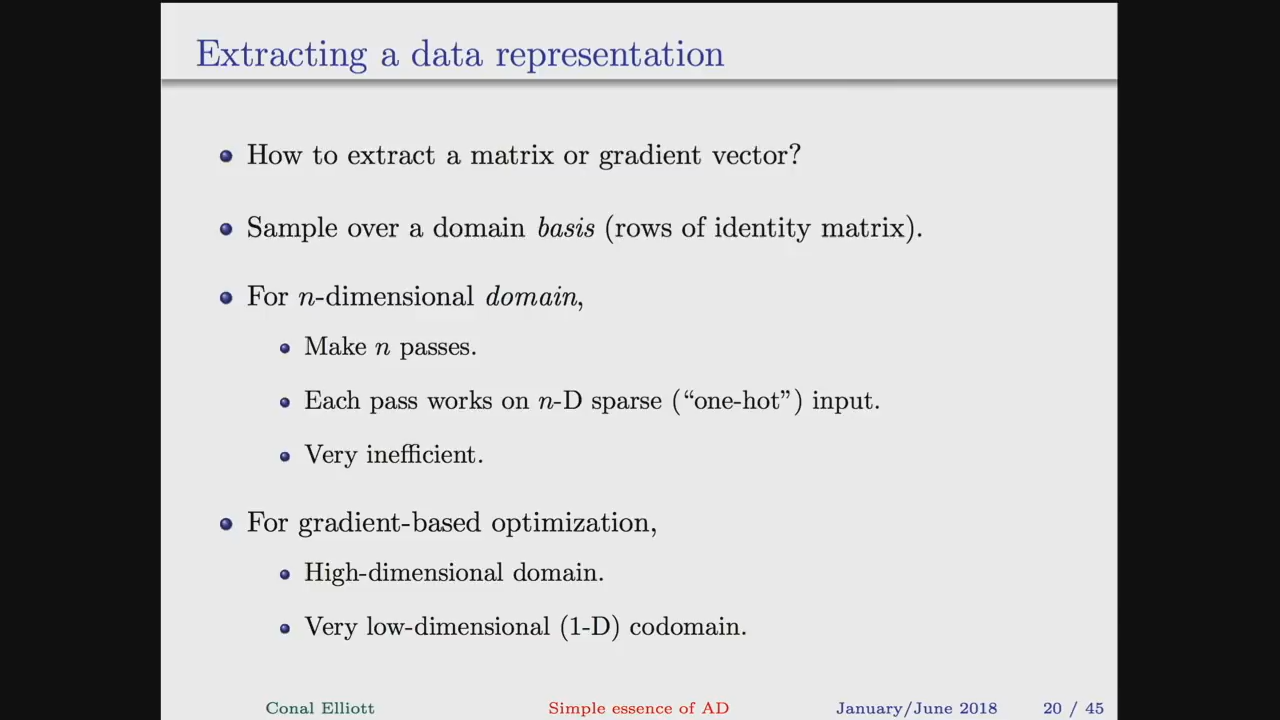 Extracting a data representation
How to extract a matrix or gradient vector?
Sample over a domain basis (rows of identity matrix).
For n-dimensional domain,
Make n passes.
Each pass works on n-D sparse (“one-hot”) input.
Very inefficient.
For gradient-based optimization,
High-dimensional domain.
Very low-dimensional (1-D) codomain.
Conal Elliott Simple essence of AD January/June 2018 20 / 45